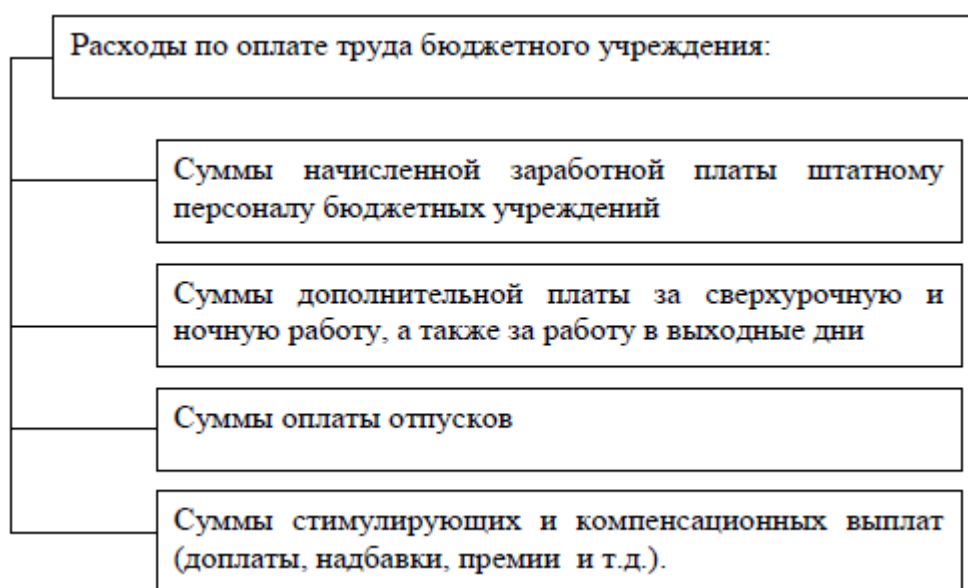 Расходы по оплате труда бюджетного учреждения:
Суммы начисленной заработной платы штатному
персоналу бюджетных учреждений
Суммы дополнительной платы за сверхурочную и
ночную работу, а также за работу в выходные дни
Суммы оплаты отпусков
Суммы стимулирующих и компенсационных выплат
(доплаты, надбавки, премии и т.д.).